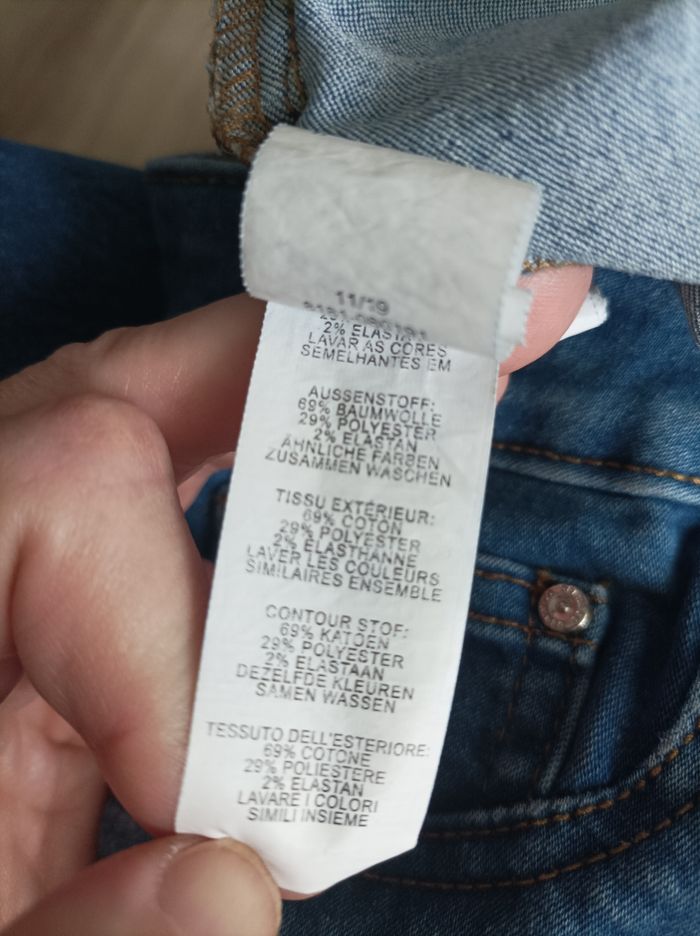 11/19
2% ELASTAN
LAVAR AS CORES
SEMELHANTES EM
AUSSENSTOFF:
69% BAUMWOLLE
29% POLYESTER
2% ELASTAN
ÄHNLICHE FARBEN
ZUSAMMEN WASCHEN
TISSU EXTÉRIEUR:
69% COTON
29% POLYESTER
2% ÉLASTHANNE
LAVER LES COULEURS
SIMILAIRES ENSEMBLE
CONTOUR STOF:
69% KATOEN
29% POLYESTER
2% ELASTAAN
DEZELFDE KLEUREN
SAMEN WASSEN
TESSUTO DELL'ESTERIORE:
69% COTONE
29% POLIESTERE
2% ELASTAN
LAVARE I COLORI
SIMILI INSIEME